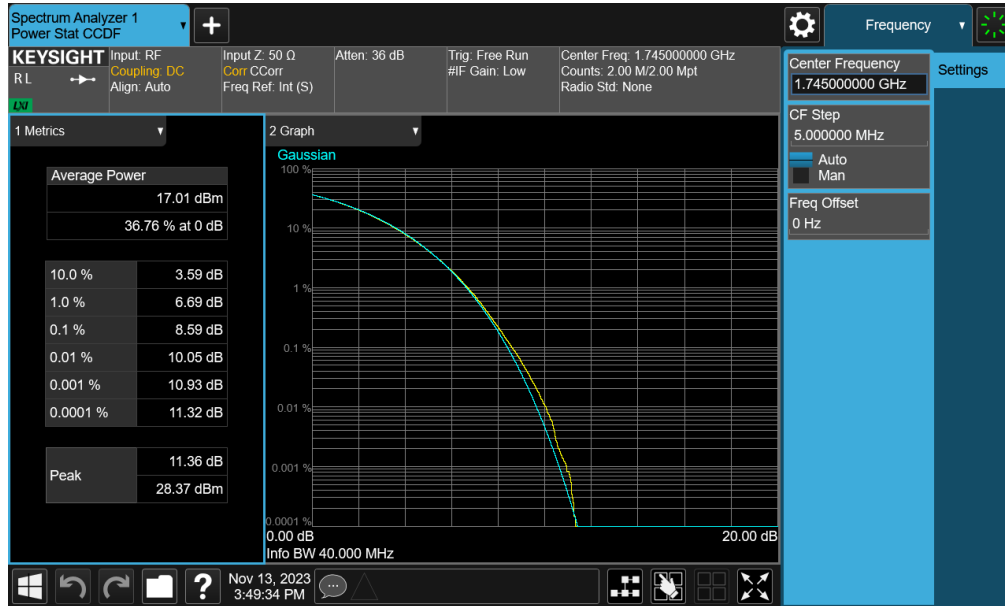 Spectrum Analyzer 1
Power Stat CCDF
Frequency
KEYSIGHT
R L
LXI
Input: RF
Coupling: DC
Align: Auto
Input Z: 50 Ω
Corr CCorr
Freq Ref: Int (S)
Atten: 36 dB
Trig: Free Run
#IF Gain: Low
Center Freq: 1.745000000 GHz
Counts: 2.00 M/2.00 Mpt
Radio Std: None
Center Frequency
1.745000000 GHz
Settings
CF Step
5.000000 MHz
Auto
Man
Freq Offset
0 Hz
1 Metrics
Average Power
17.01 dBm
36.76 % at 0 dB
10.0 % 3.59 dB
1.0 % 6.69 dB
0.1 % 8.59 dB
0.01 % 10.05 dB
0.001 % 10.93 dB
0.0001 % 11.32 dB
Peak
11.36 dB
28.37 dBm
2 Graph
Gaussian
100 %
10 %
1 %
0.1 %
0.01 %
0.001 %
0.0001 %
0.00 dB 20.00 dB
Info BW 40.000 MHz
?
Nov 13, 2023
3:49:34 PM